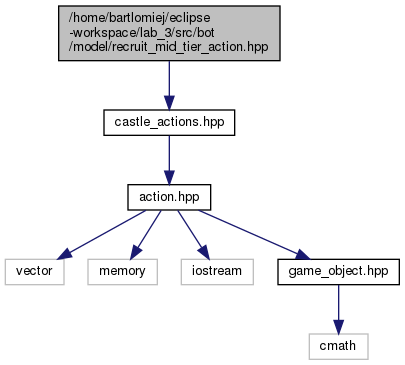 /home/bartlomiej/eclipse
-workspace/lab_3/src/bot
/model/recruit_mid_tier_action.hpp
castle_actions.hpp
action.hpp
vector
memory
iostream
game_object.hpp
cmath